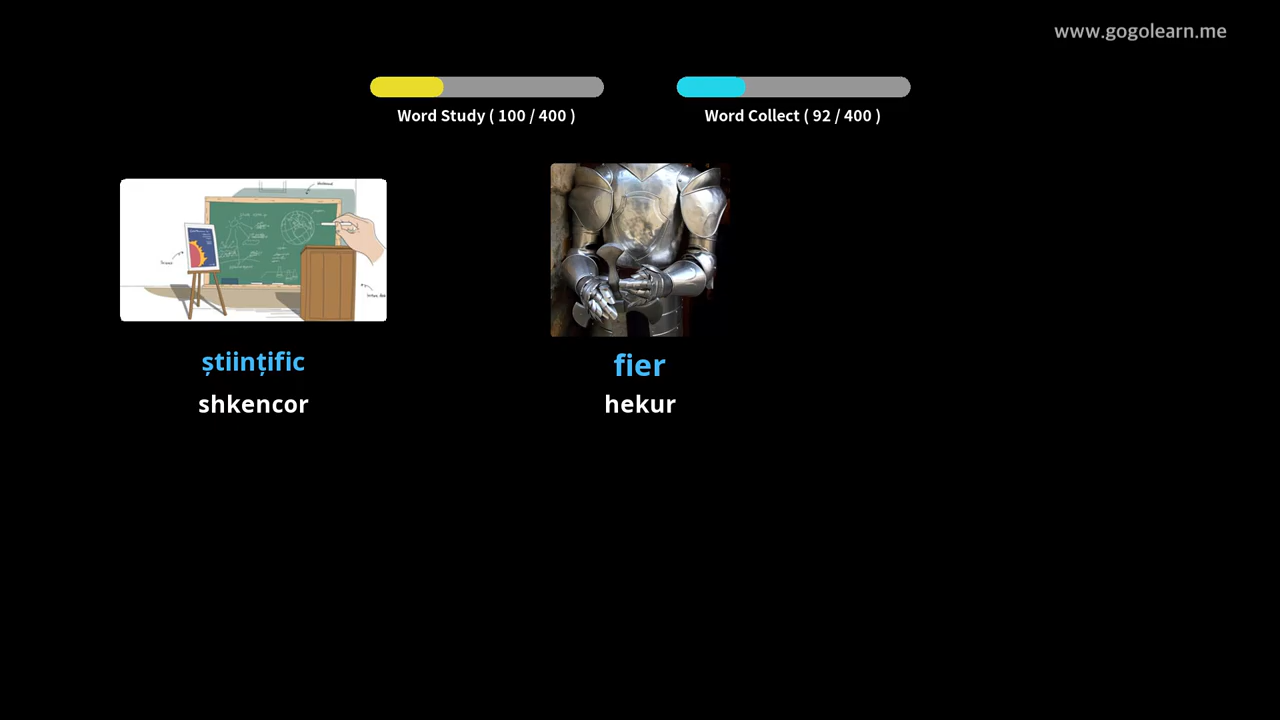 www.gogolearn.me
Word Study ( 100 / 400 )
Word Collect ( 92 / 400 )
științific
fier
shkencor
hekur